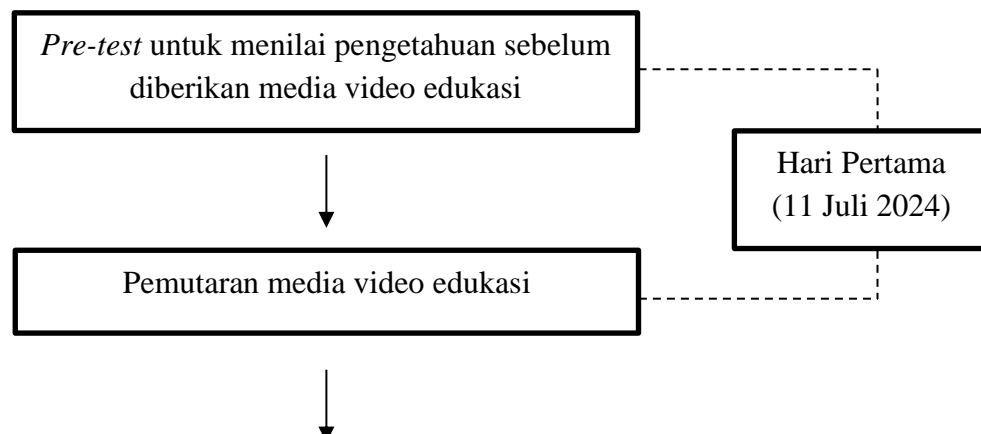 Pre-test untuk menilai pengetahuan sebelum
diberikan media video edukasi
Hari Pertama
(11 Juli 2024)
Pemutaran media video edukasi